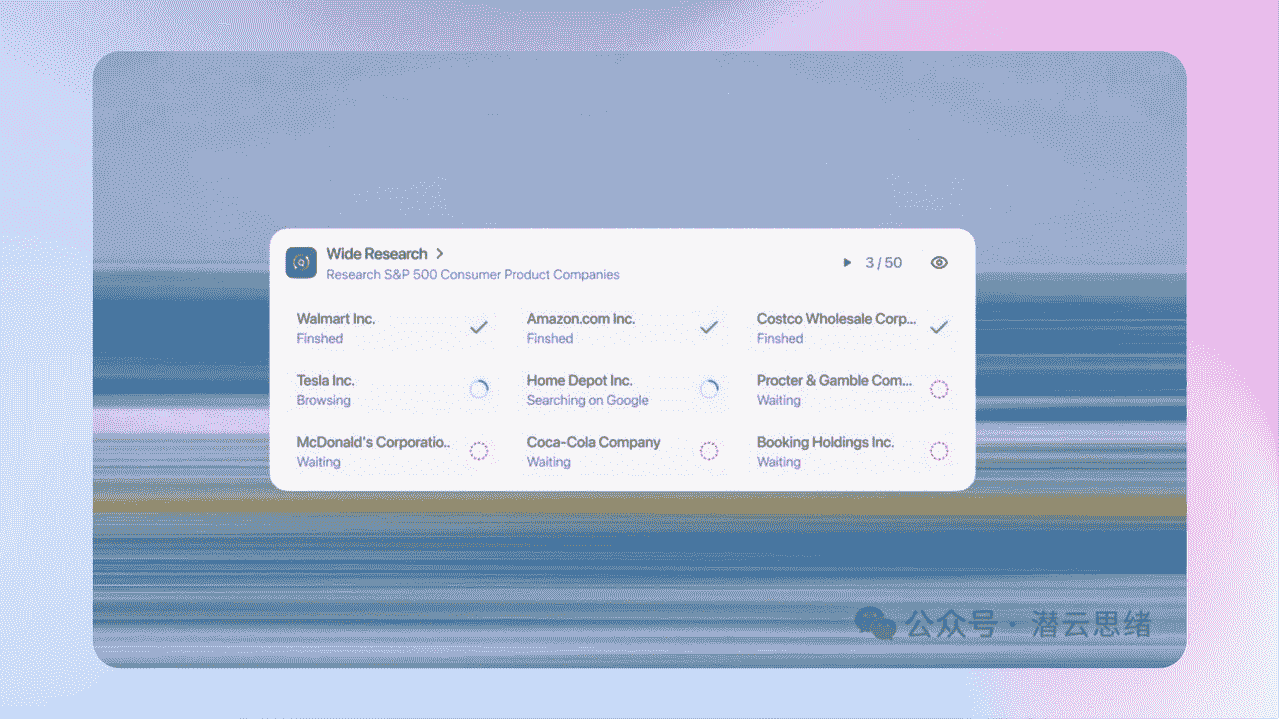 Wide Research
Research S&P 500 Consumer Product Companies
3 / 50
Walmart Inc.
Finshed
Amazon.com Inc.
Finshed
Costco Wholesale Corp...
Finshed
Tesla Inc.
Browsing
Home Depot Inc.
Searching on Google
Procter & Gamble Com...
Waiting
McDonald's Corporatio..
Waiting
Coca-Cola Company
Waiting
Booking Holdings Inc.
Waiting
公众号 · 潜云思绪